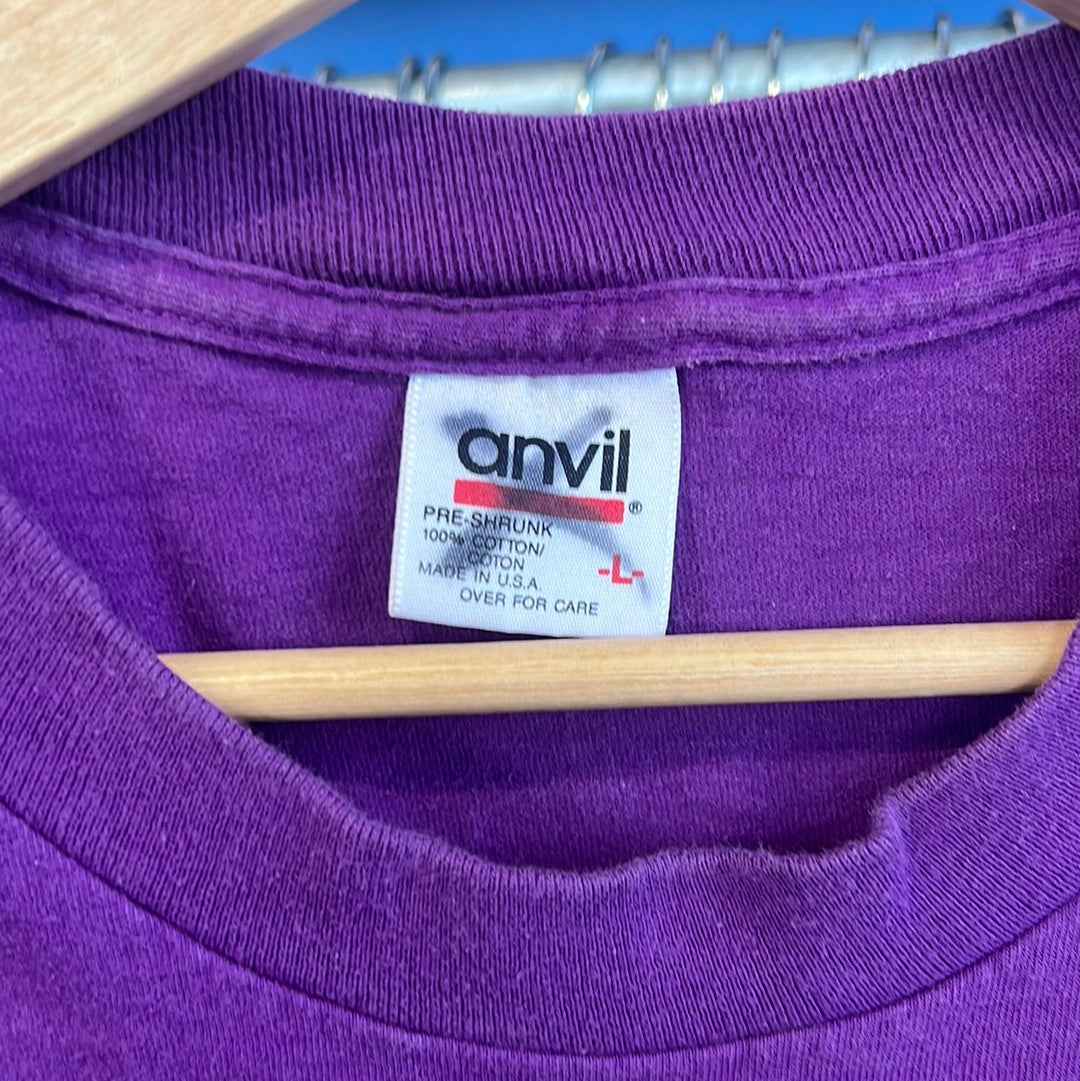 anvil®
PRE-SHRUNK
100% COTTON/
COTON
MADE IN U.S.A.
-L-
OVER FOR CARE